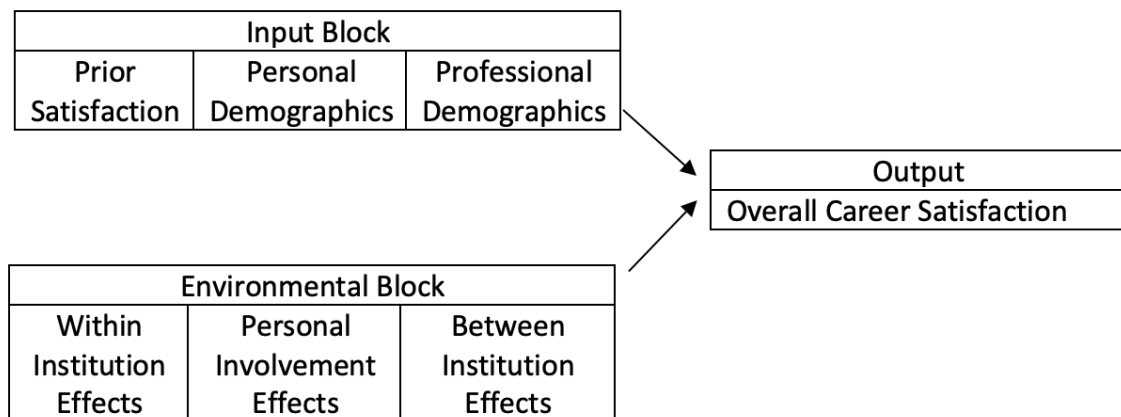 Input Block
Prior
Satisfaction
Personal
Demographics
Professional
Demographics
Output
Overall Career Satisfaction
Environmental Block
Within
Institution
Effects
Personal
Involvement
Effects
Between
Institution
Effects